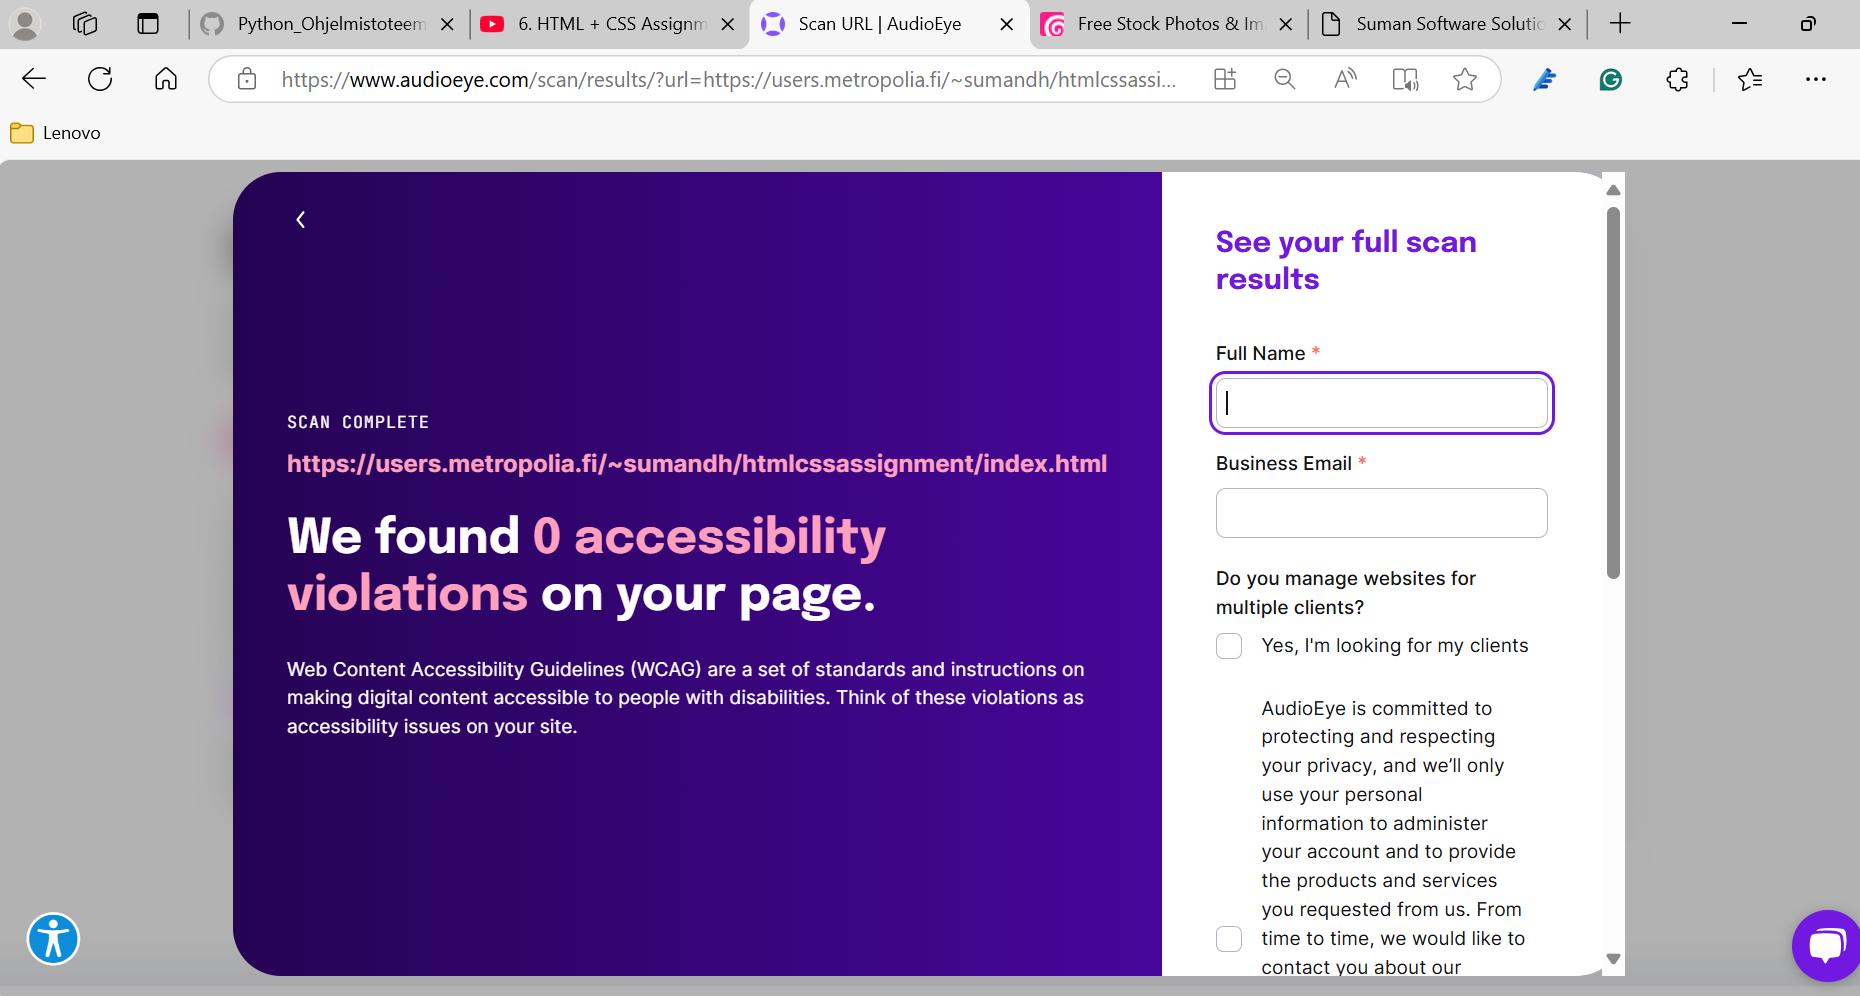 Python_Ohjelmistoteem
6. HTML + CSS Assignm
Scan URL | AudioEye
Free Stock Photos & Im
Suman Software Solutio
https://www.audioeye.com/scan/results/?url=https://users.metropolia.fi/~sumandh/htmlcssassi...
Lenovo
SCAN COMPLETE
https://users.metropolia.fi/~sumandh/htmlcssassignment/index.html
We found 0 accessibility
violations on your page.
Web Content Accessibility Guidelines (WCAG) are a set of standards and instructions on
making digital content accessible to people with disabilities. Think of these violations as
accessibility issues on your site.
See your full scan
results
Full Name *
Business Email *
Do you manage websites for
multiple clients?
Yes, I'm looking for my clients
AudioEye is committed to
protecting and respecting
your privacy, and we’ll only
use your personal
information to administer
your account and to provide
the products and services
you requested from us. From
time to time, we would like to
contact you about our